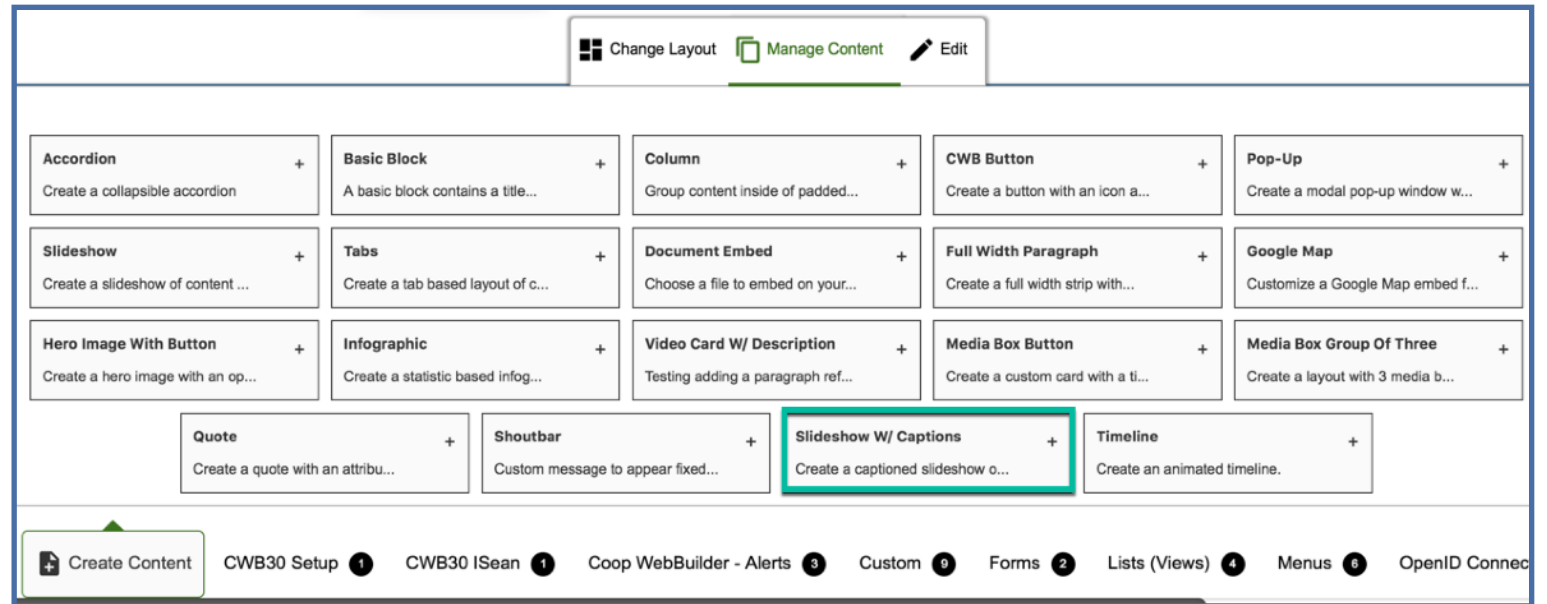 Change Layout Manage Content Edit
Accordion + Basic Block + Column + CWB Button + Pop-Up +
Create a collapsible accordion A basic block contains a title... Group content inside of padded... Create a button with an icon a... Create a modal pop-up window w...
Slideshow + Tabs + Document Embed + Full Width Paragraph + Google Map +
Create a slideshow of content ... Create a tab based layout of c... Choose a file to embed on your... Create a full width strip with... Customize a Google Map embed f...
Hero Image With Button + Infographic + Video Card W/ Description + Media Box Button + Media Box Group Of Three +
Create a hero image with an op... Create a statistic based infog... Testing adding a paragraph ref... Create a custom card with a ti... Create a layout with 3 media b...
Quote + Shoutbar + Slideshow W/ Captions + Timeline +
Create a quote with an attribu... Custom message to appear fixed... Create a captioned slideshow o... Create an animated timeline.
Create Content CWB30 Setup 1 CWB30 ISean 1 Coop WebBuilder - Alerts 3 Custom 9 Forms 2 Lists (Views) 4 Menus 6 OpenID Connec